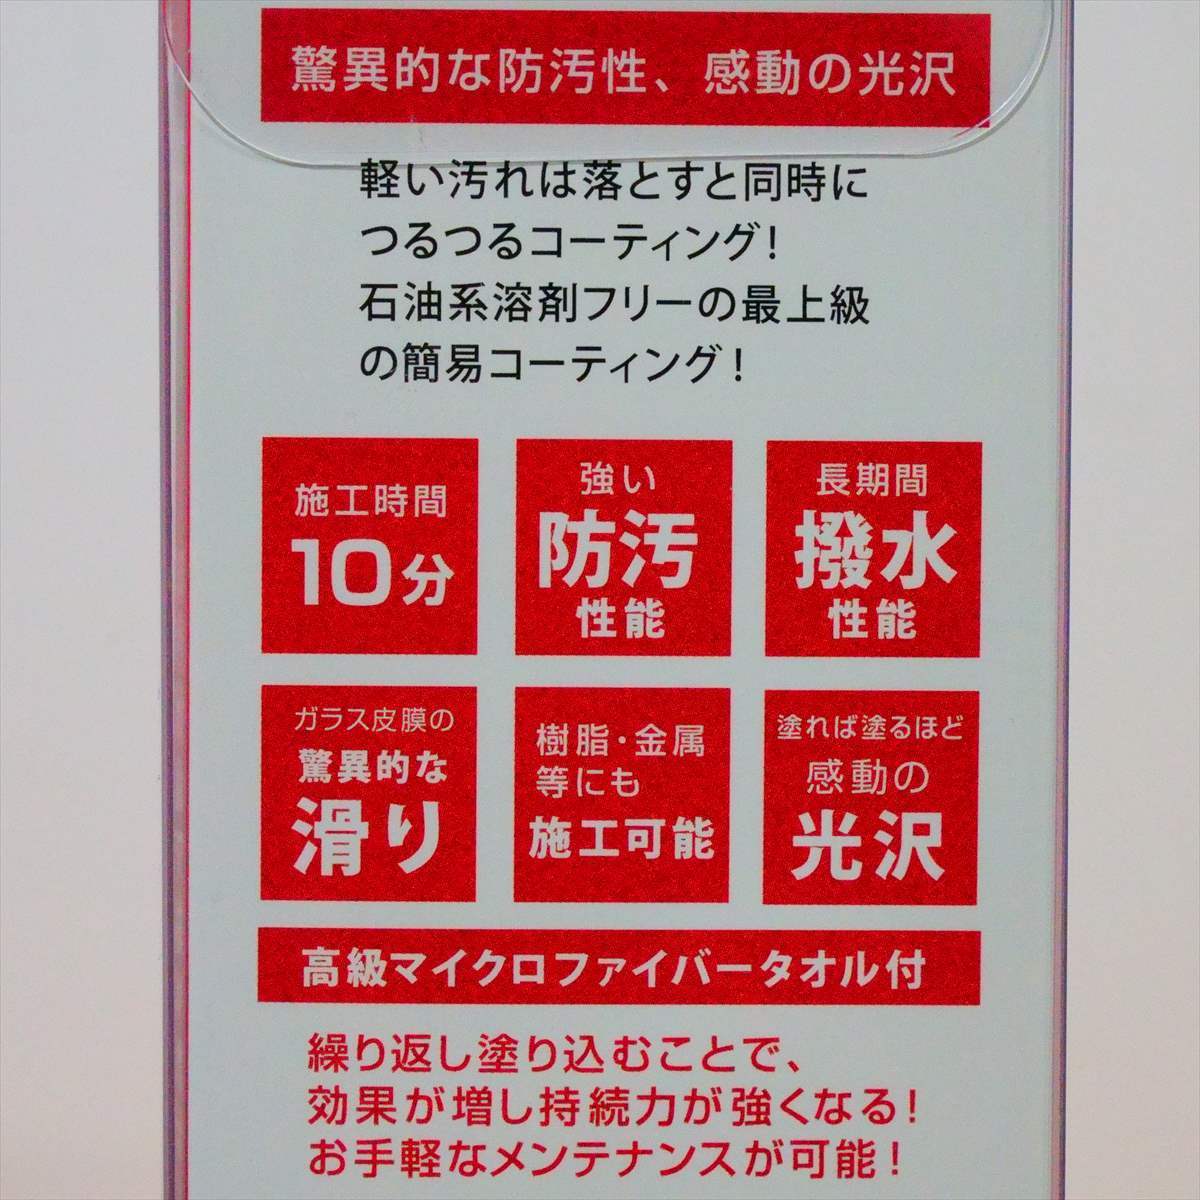 驚異的な防汚性、感動の光沢
軽い汚れは落とすと同時に
つるつるコーティング!
石油系溶剤フリーの最上級
の簡易コーティング!
施工時間
10分
強い
防汚
性能
長期間
撥水
性能
ガラス皮膜の
驚異的な
滑り
樹脂・金属
等にも
施工可能
塗れば塗るほど
感動の
光沢
高級マイクロファイバータオル付
繰り返し塗り込むことで、
効果が増し持続力が強くなる!
お手軽なメンテナンスが可能!